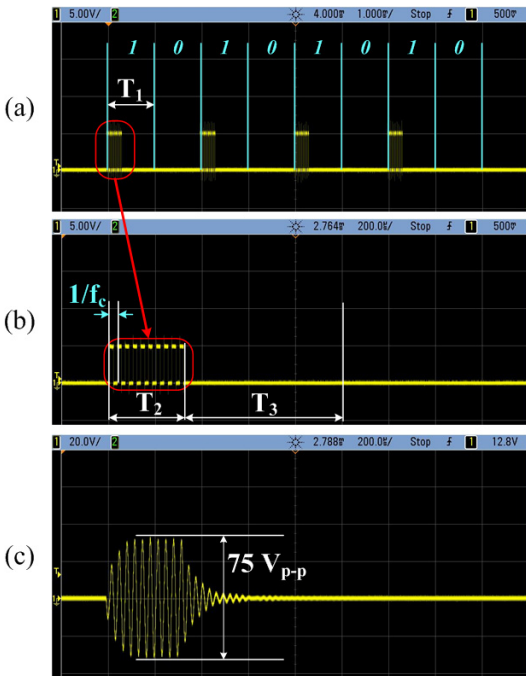 1 5.00V/ 2 4.000▼ 1.000▼/ Stop 1 500▼
1 0 1 0 1 0 1 0
T1
(a)
1 5.00V/ 2 2.764▼ 200.0▼/ Stop 1 500▼
1/fc
(b)
T2 T3
1 20.0V/ 2 2.788▼ 200.0▼/ Stop 1 12.8V
(c)
75 Vp-p